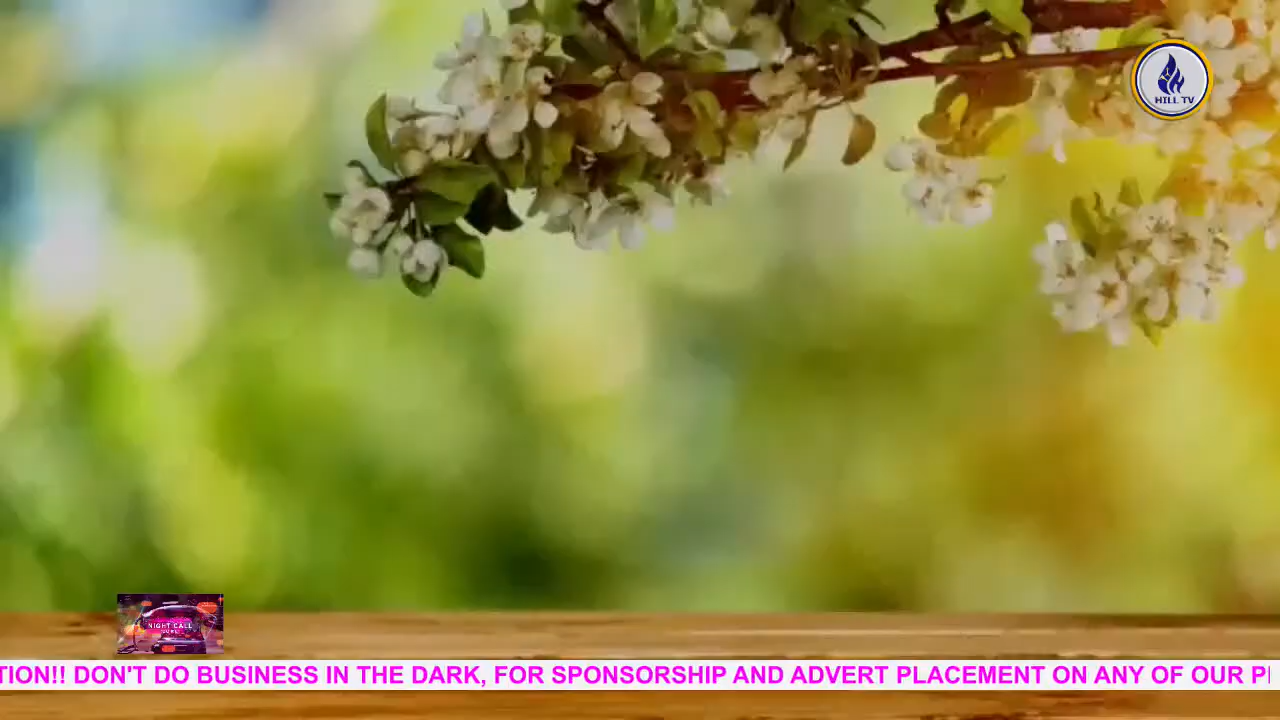 HILL TV
NIGHT CALL
TION!! DON'T DO BUSINESS IN THE DARK, FOR SPONSORSHIP AND ADVERT PLACEMENT ON ANY OF OUR